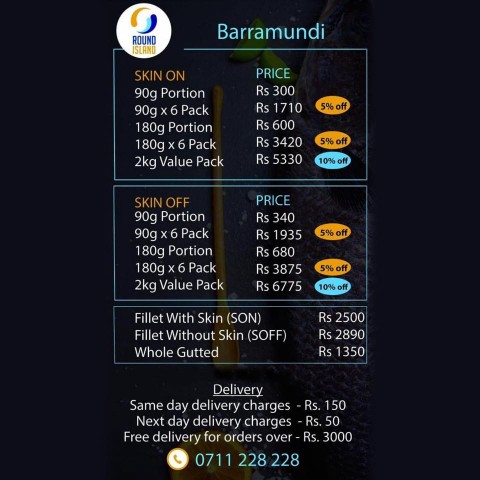 ROUND
ISLAND
Barramundi
SKIN ON PRICE
90g Portion Rs 300
90g x 6 Pack Rs 1710 5% off
180g Portion Rs 600
180g x 6 Pack Rs 3420 5% off
2kg Value Pack Rs 5330 10% off
SKIN OFF PRICE
90g Portion Rs 340
90g x 6 Pack Rs 1935 5% off
180g Portion Rs 680
180g x 6 Pack Rs 3875 5% off
2kg Value Pack Rs 6775 10% off
Fillet With Skin (SON) Rs 2500
Fillet Without Skin (SOFF) Rs 2890
Whole Gutted Rs 1350
Delivery
Same day delivery charges - Rs. 150
Next day delivery charges - Rs. 50
Free delivery for orders over - Rs. 3000
0711 228 228